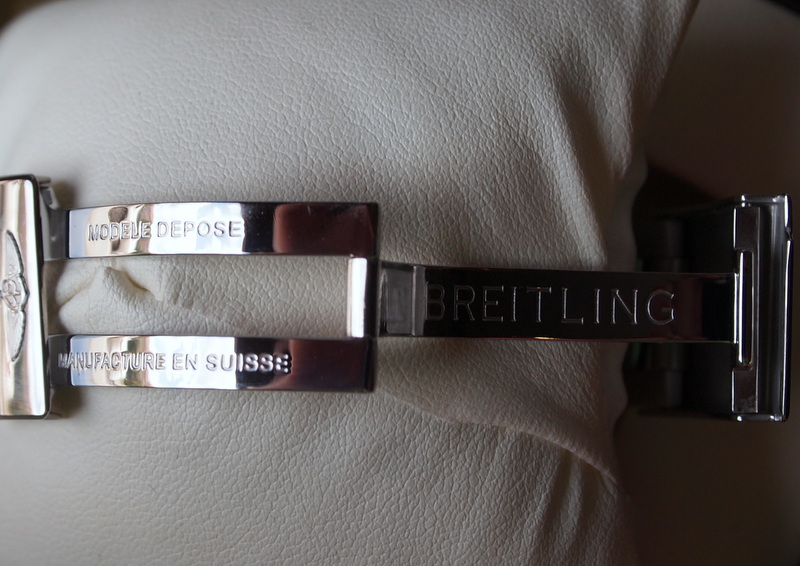 MODELE DEPOSE
MANUFACTURE EN SUISSE
BREITLING